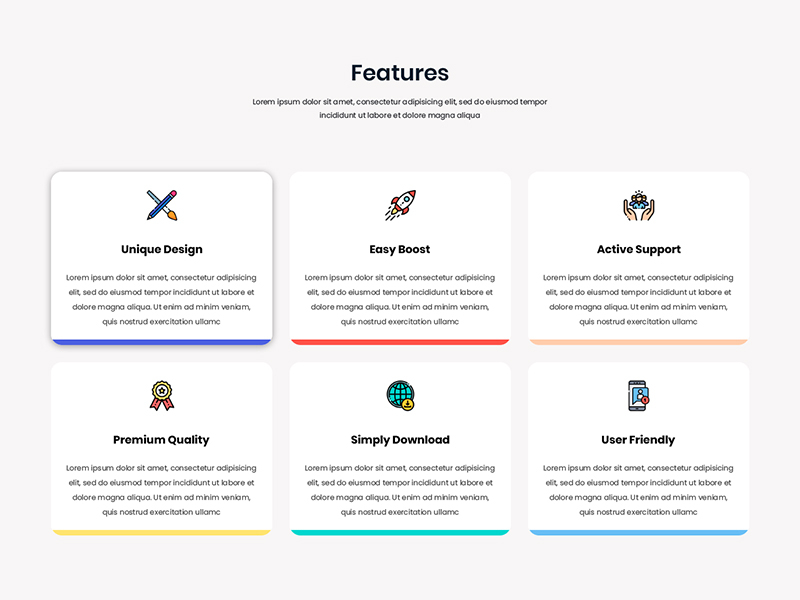 Features
Lorem ipsum dolor sit amet, consectetur adipisicing elit, sed do eiusmod tempor
incididunt ut labore et dolore magna aliqua
Unique Design
Lorem ipsum dolor sit amet, consectetur adipisicing
elit, sed do eiusmod tempor incididunt ut labore et
dolore magna aliqua. Ut enim ad minim veniam,
quis nostrud exercitation ullamc
Easy Boost
Lorem ipsum dolor sit amet, consectetur adipisicing
elit, sed do eiusmod tempor incididunt ut labore et
dolore magna aliqua. Ut enim ad minim veniam,
quis nostrud exercitation ullamc
Active Support
Lorem ipsum dolor sit amet, consectetur adipisicing
elit, sed do eiusmod tempor incididunt ut labore et
dolore magna aliqua. Ut enim ad minim veniam,
quis nostrud exercitation ullamc
Premium Quality
Lorem ipsum dolor sit amet, consectetur adipisicing
elit, sed do eiusmod tempor incididunt ut labore et
dolore magna aliqua. Ut enim ad minim veniam,
quis nostrud exercitation ullamc
Simply Download
Lorem ipsum dolor sit amet, consectetur adipisicing
elit, sed do eiusmod tempor incididunt ut labore et
dolore magna aliqua. Ut enim ad minim veniam,
quis nostrud exercitation ullamc
User Friendly
Lorem ipsum dolor sit amet, consectetur adipisicing
elit, sed do eiusmod tempor incididunt ut labore et
dolore magna aliqua. Ut enim ad minim veniam,
quis nostrud exercitation ullamc